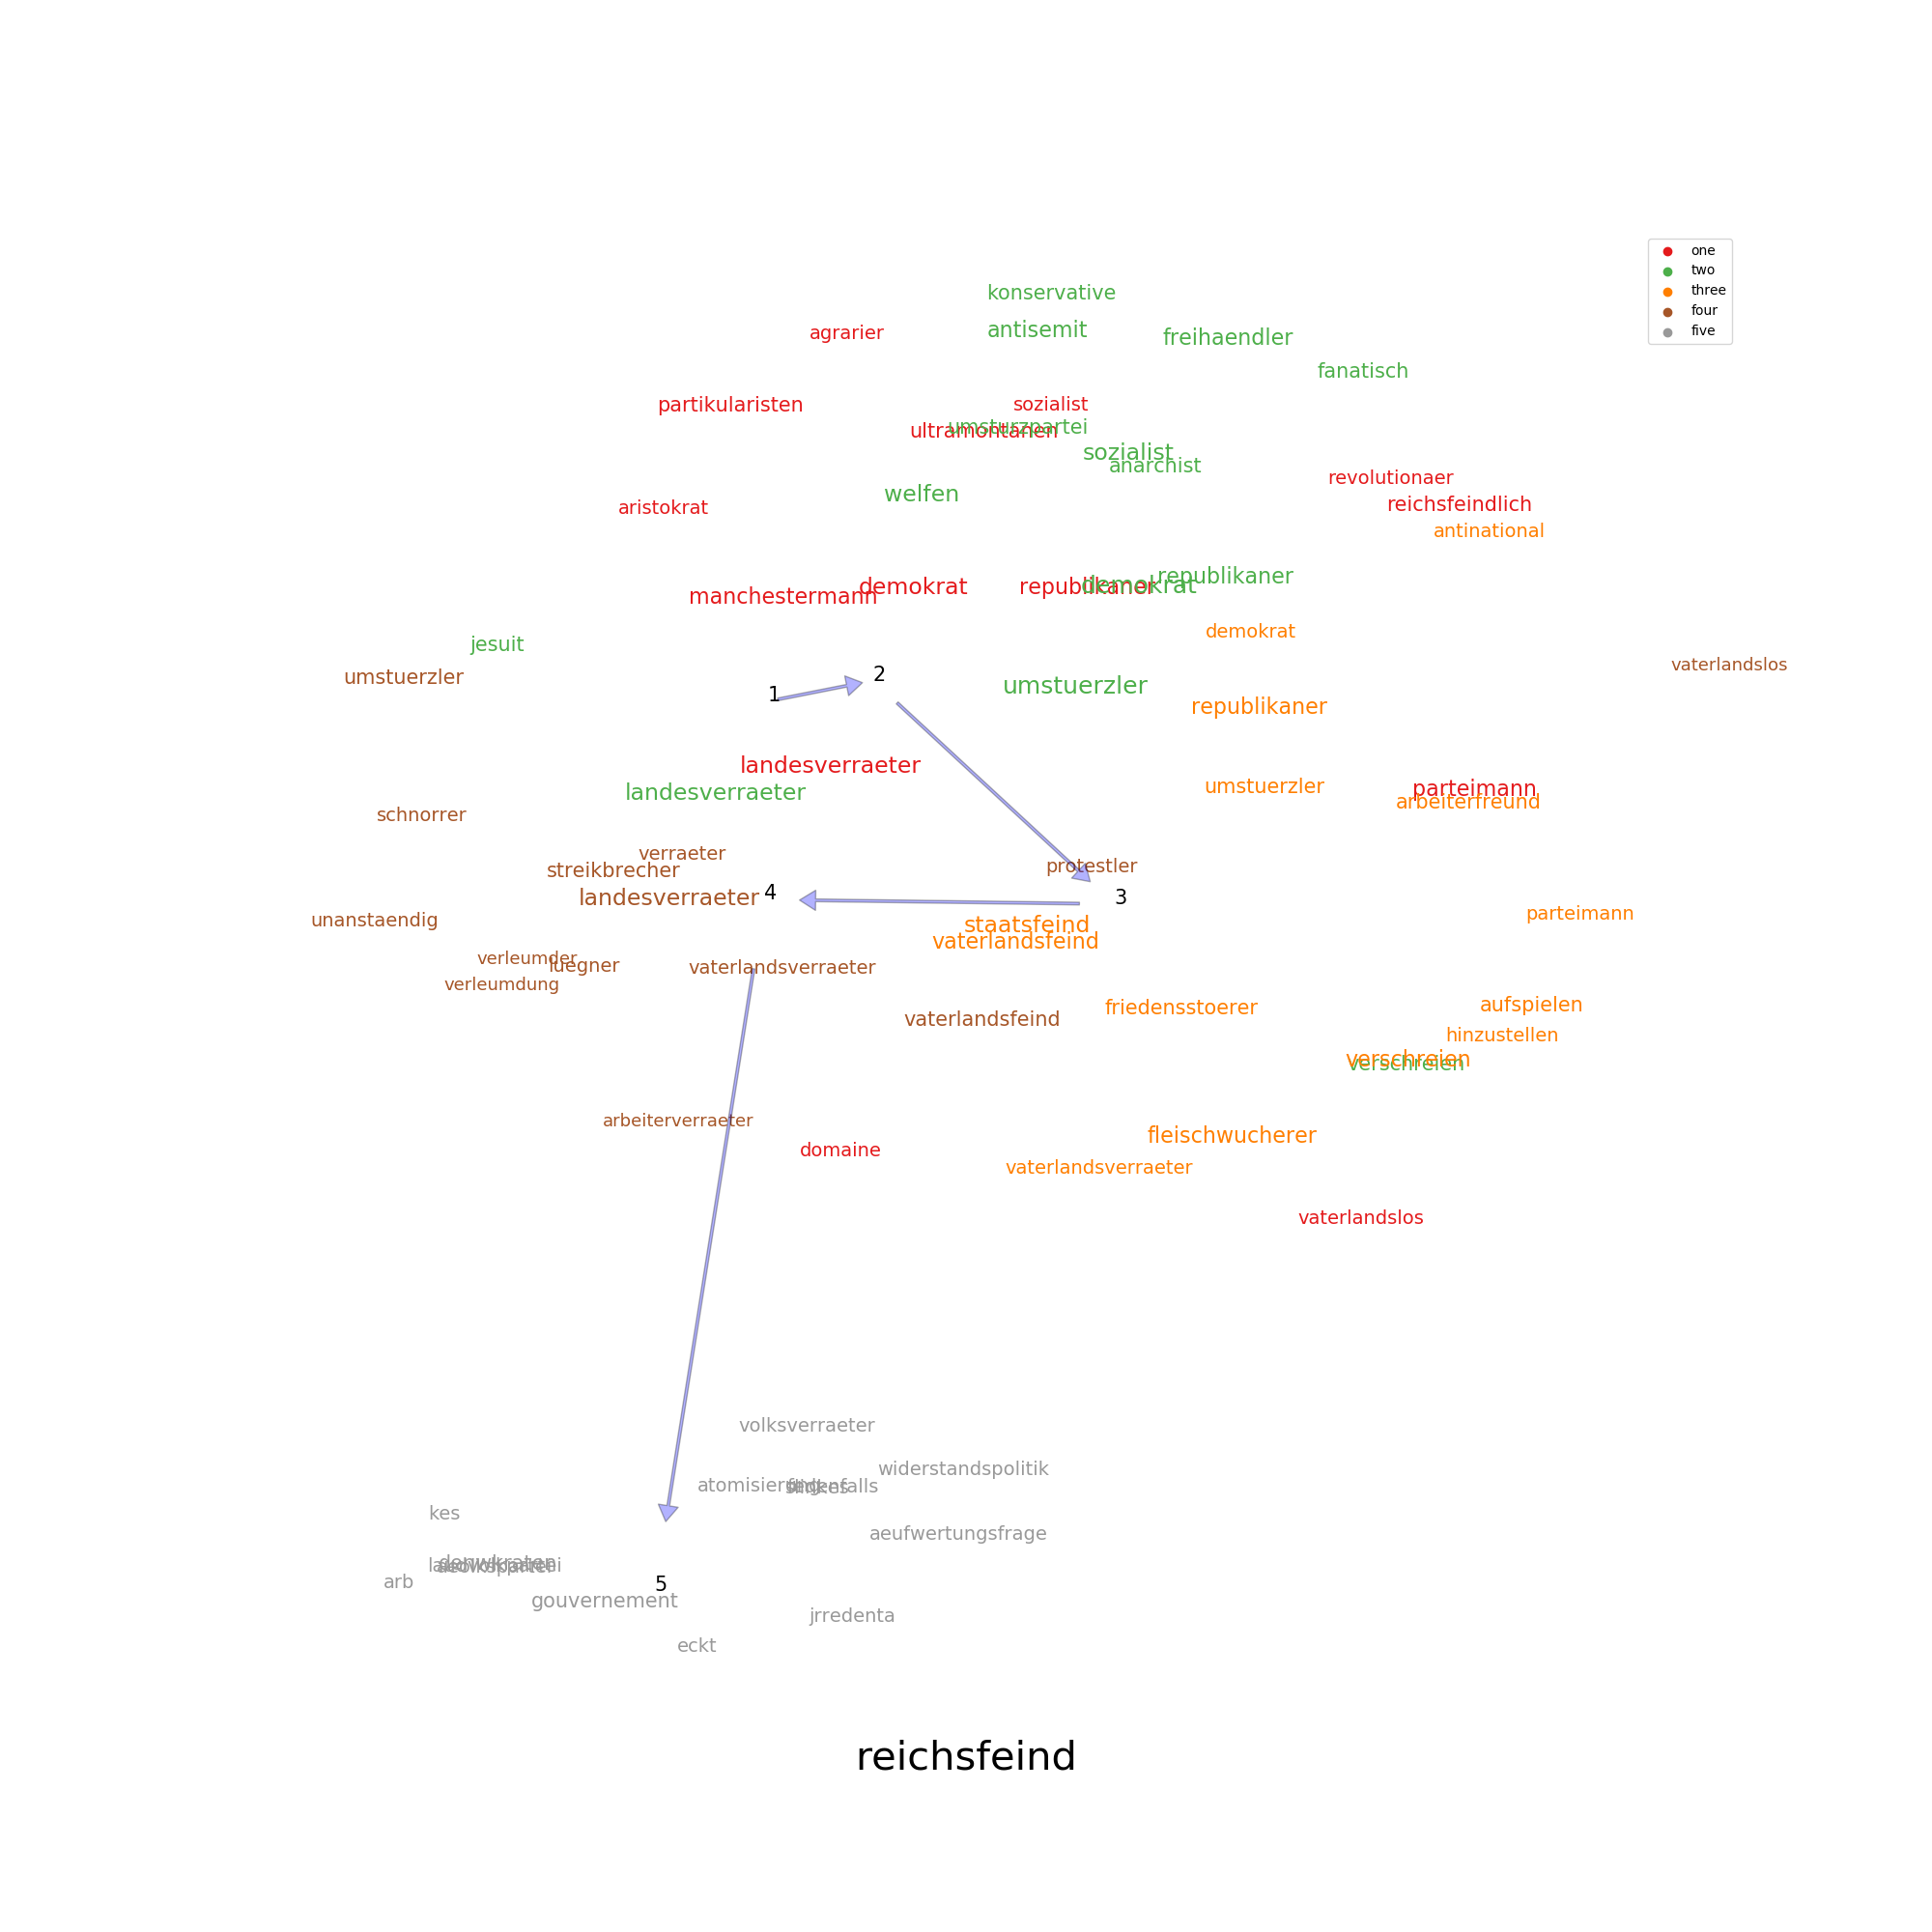 one
two
three
four
five
konservative
antisemit
agrarier
freihaendler
fanatisch
partikularisten
sozialist
umsturzpartei
ultramontanen
sozialist
anarchist
revolutionaer
welfen
reichsfeindlich
aristokrat
antinational
republikaner
demokrat
republikaner
demokrat
manchestermann
demokrat
jesuit
vaterlandslos
umstuerzler
2
umstuerzler
1
republikaner
landesverraeter
umstuerzler
parteimann
landesverraeter
arbeiterfreund
schnorrer
verraeter
protestler
streikbrecher
4
landesverraeter
3
parteimann
unanstaendig
staatsfeind
vaterlandsfeind
verleumder
luegner
vaterlandsverraeter
verleumdung
aufspielen
friedensstoerer
vaterlandsfeind
hinzustellen
verschreien
verschreien
arbeiterverraeter
fleischwucherer
domaine
vaterlandsverraeter
vaterlandslos
volksverraeter
widerstandspolitik
atomisierung
kes
aeufwertungsfrage
arb
5
gouvernement
jrredenta
eckt
reichsfeind